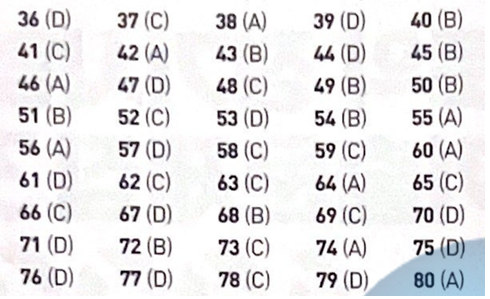 36 (D) 37 (C) 38 (A) 39 (D) 40 (B)
41 (C) 42 (A) 43 (B) 44 (D) 45 (B)
46 (A) 47 (D) 48 (C) 49 (B) 50 (B)
51 (B) 52 (C) 53 (D) 54 (B) 55 (A)
56 (A) 57 (D) 58 (C) 59 (C) 60 (A)
61 (D) 62 (C) 63 (C) 64 (A) 65 (C)
66 (C) 67 (D) 68 (B) 69 (C) 70 (D)
71 (D) 72 (B) 73 (C) 74 (A) 75 (D)
76 (D) 77 (D) 78 (C) 79 (D) 80 (A)